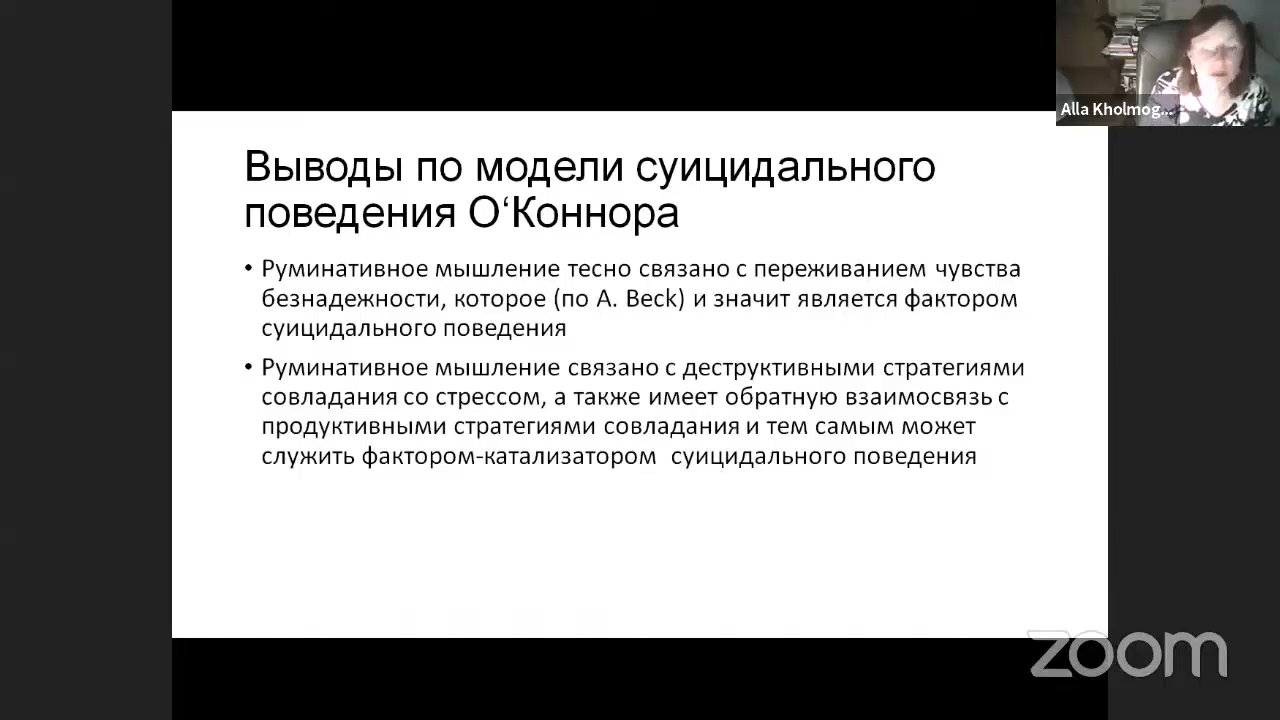 Alla Kholmog...
Выводы по модели суицидального
поведения О‘Коннора
• Руминативное мышление тесно связано с переживанием чувства
безнадежности, которое (по А. Beck) и значит является фактором
суицидального поведения
• Руминативное мышление связано с деструктивными стратегиями
совладания со стрессом, а также имеет обратную взаимосвязь с
продуктивными стратегиями совладания и тем самым может
служить фактором-катализатором  суицидального поведения
zoom